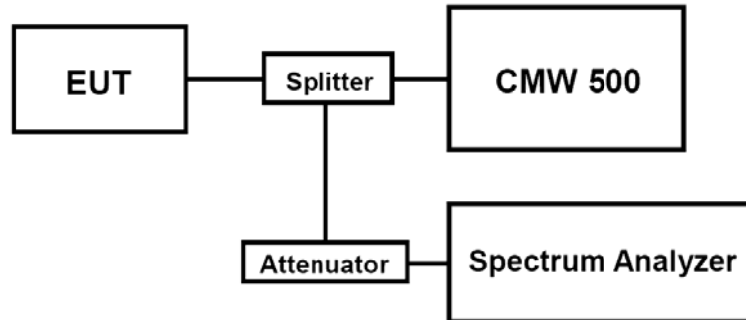 EUT
Splitter
CMW 500
Attenuator
Spectrum Analyzer